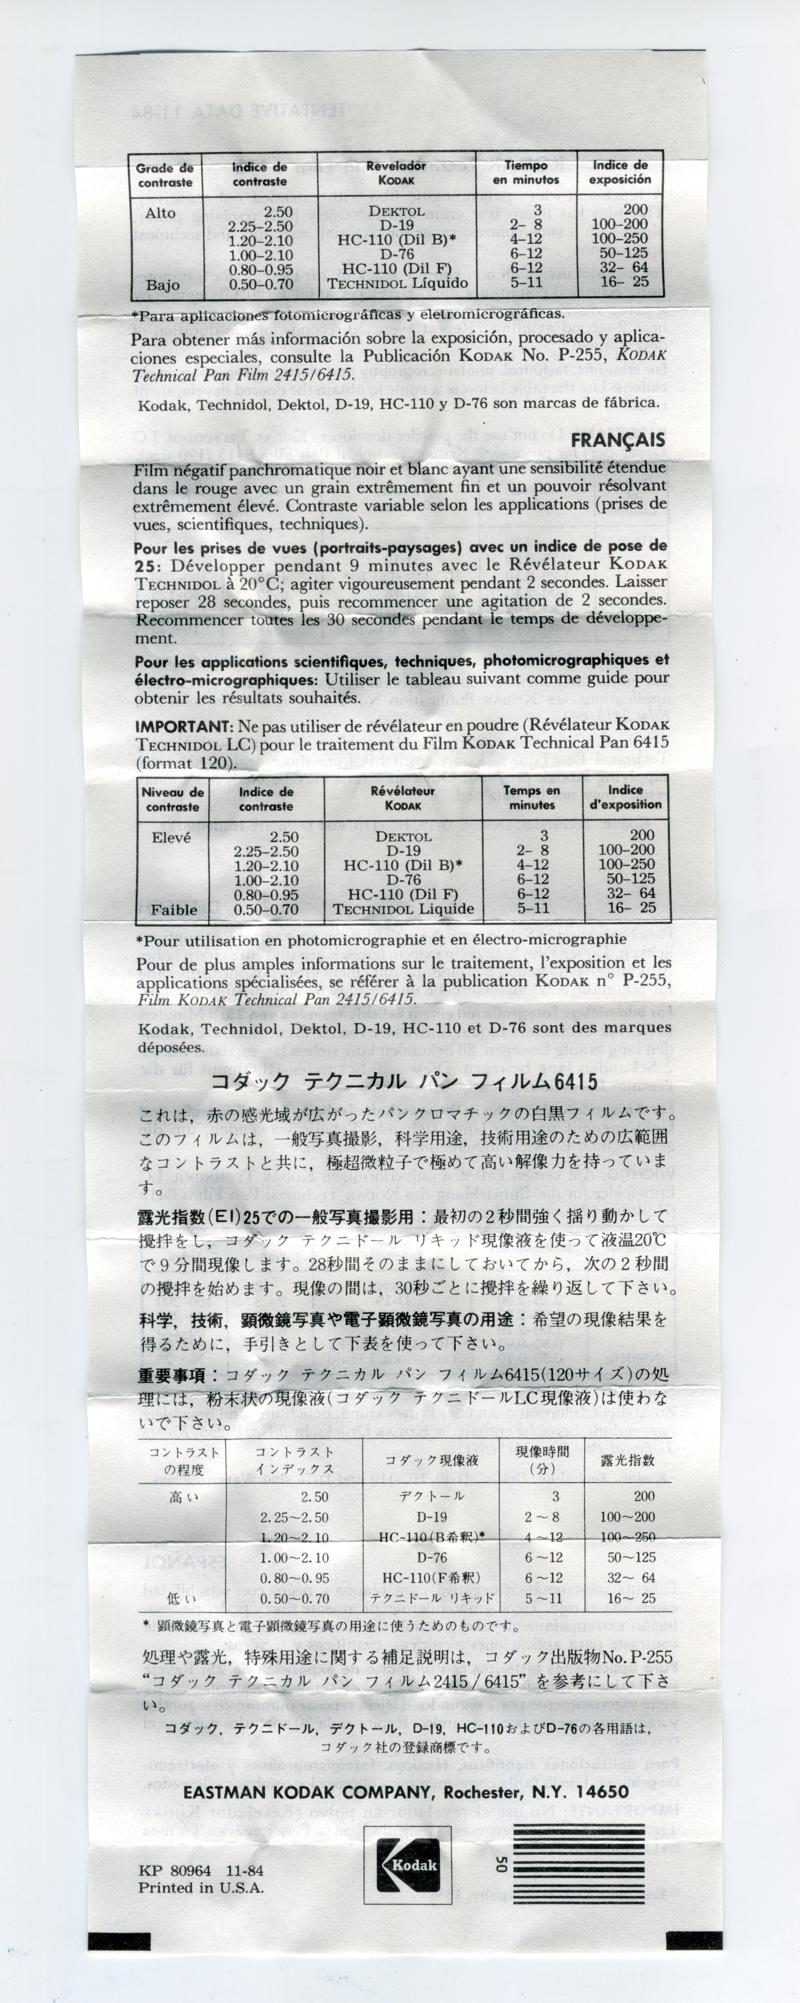 Grade de contraste Indice de contraste Revelador KODAK Tiempo en minutos Indice de exposición
Alto 2.50 DEKTOL 3 200
2.25–2.50 D-19 2– 8 100–200
1.20–2.10 HC-110 (Dil B)* 4–12 100–250
1.00–2.10 D-76 6–12 50–125
0.80–0.95 HC-110 (Dil F) 6–12 32– 64
Bajo 0.50–0.70 TECHNIDOL Líquido 5–11 16– 25
*Para aplicaciones fotomicrográficas y eletromicrográficas.
Para obtener más información sobre la exposición, procesado y aplica-
ciones especiales, consulte la Publicación KODAK No. P-255, KODAK
Technical Pan Film 2415/6415.
Kodak, Technidol, Dektol, D-19, HC-110 y D-76 son marcas de fábrica.
FRANÇAIS
Film négatif panchromatique noir et blanc ayant une sensibilité étendue
dans le rouge avec un grain extrêmement fin et un pouvoir résolvant
extrêmement élevé. Contraste variable selon les applications (prises de
vues, scientifiques, techniques).
Pour les prises de vues (portraits-paysages) avec un indice de pose de
25: Développer pendant 9 minutes avec le Révélateur KODAK
TECHNIDOL à 20°C; agiter vigoureusement pendant 2 secondes. Laisser
reposer 28 secondes, puis recommencer une agitation de 2 secondes.
Recommencer toutes les 30 secondes pendant le temps de développe-
ment.
Pour les applications scientifiques, techniques, photomicrographiques et
électro-micrographiques: Utiliser le tableau suivant comme guide pour
obtenir les résultats souhaités.
IMPORTANT: Ne pas utiliser de révélateur en poudre (Révélateur KODAK
TECHNIDOL LC) pour le traitement du Film KODAK Technical Pan 6415
(format 120).
Niveau de contraste Indice de contraste Révélateur KODAK Temps en minutes Indice d'exposition
Elevé 2.50 DEKTOL 3 200
2.25–2.50 D-19 2– 8 100–200
1.20–2.10 HC-110 (Dil B)* 4–12 100–250
1.00–2.10 D-76 6–12 50–125
0.80–0.95 HC-110 (Dil F) 6–12 32– 64
Faible 0.50–0.70 TECHNIDOL Liquide 5–11 16– 25
*Pour utilisation en photomicrographie et en électro-micrographie
Pour de plus amples informations sur le traitement, l'exposition et les
applications spécialisées, se référer à la publication KODAK n° P-255,
Film KODAK Technical Pan 2415/6415.
Kodak, Technidol, Dektol, D-19, HC-110 et D-76 sont des marques
déposées.
コダック テクニカル パン フィルム6415
これは，赤の感光域が広がったパンクロマチックの白黒フィルムです。
このフィルムは，一般写真撮影，科学用途，技術用途のための広範囲
なコントラストと共に，極超微粒子で極めて高い解像力を持っていま
す。
露光指数(EI)25での一般写真撮影用：最初の2秒間強く揺り動かして
攪拌をし，コダック テクニドール リキッド現像液を使って液温20℃
で9分間現像します。28秒間そのままにしておいてから，次の2秒間
の攪拌を始めます。現像の間は，30秒ごとに攪拌を繰り返して下さい。
科学，技術，顕微鏡写真や電子顕微鏡写真の用途：希望の現像結果を
得るために，手引きとして下表を使って下さい。
重要事項：コダック テクニカル パン フィルム6415(120サイズ)の処
理には，粉末状の現像液(コダック テクニドールLC現像液)は使わな
いで下さい。
コントラストの程度 コントラストインデックス コダック現像液 現像時間(分) 露光指数
高い 2.50 デクトール 3 200
2.25～2.50 D-19 2～8 100～200
1.20～2.10 HC-110(B希釈)* 4～12 100～250
1.00～2.10 D-76 6～12 50～125
0.80～0.95 HC-110(F希釈) 6～12 32～ 64
低い 0.50～0.70 テクニドール リキッド 5～11 16～ 25
* 顕微鏡写真と電子顕微鏡写真の用途に使うためのものです。
処理や露光，特殊用途に関する補足説明は，コダック出版物No. P-255
“コダック テクニカル パン フィルム2415/6415” を参考にして下さ
い。
コダック，テクニドール，デクトール，D-19，HC-110およびD-76の各用語は，
コダック社の登録商標です。
EASTMAN KODAK COMPANY, Rochester, N.Y. 14650
KP 80964 11-84
Printed in U.S.A.
Kodak
50